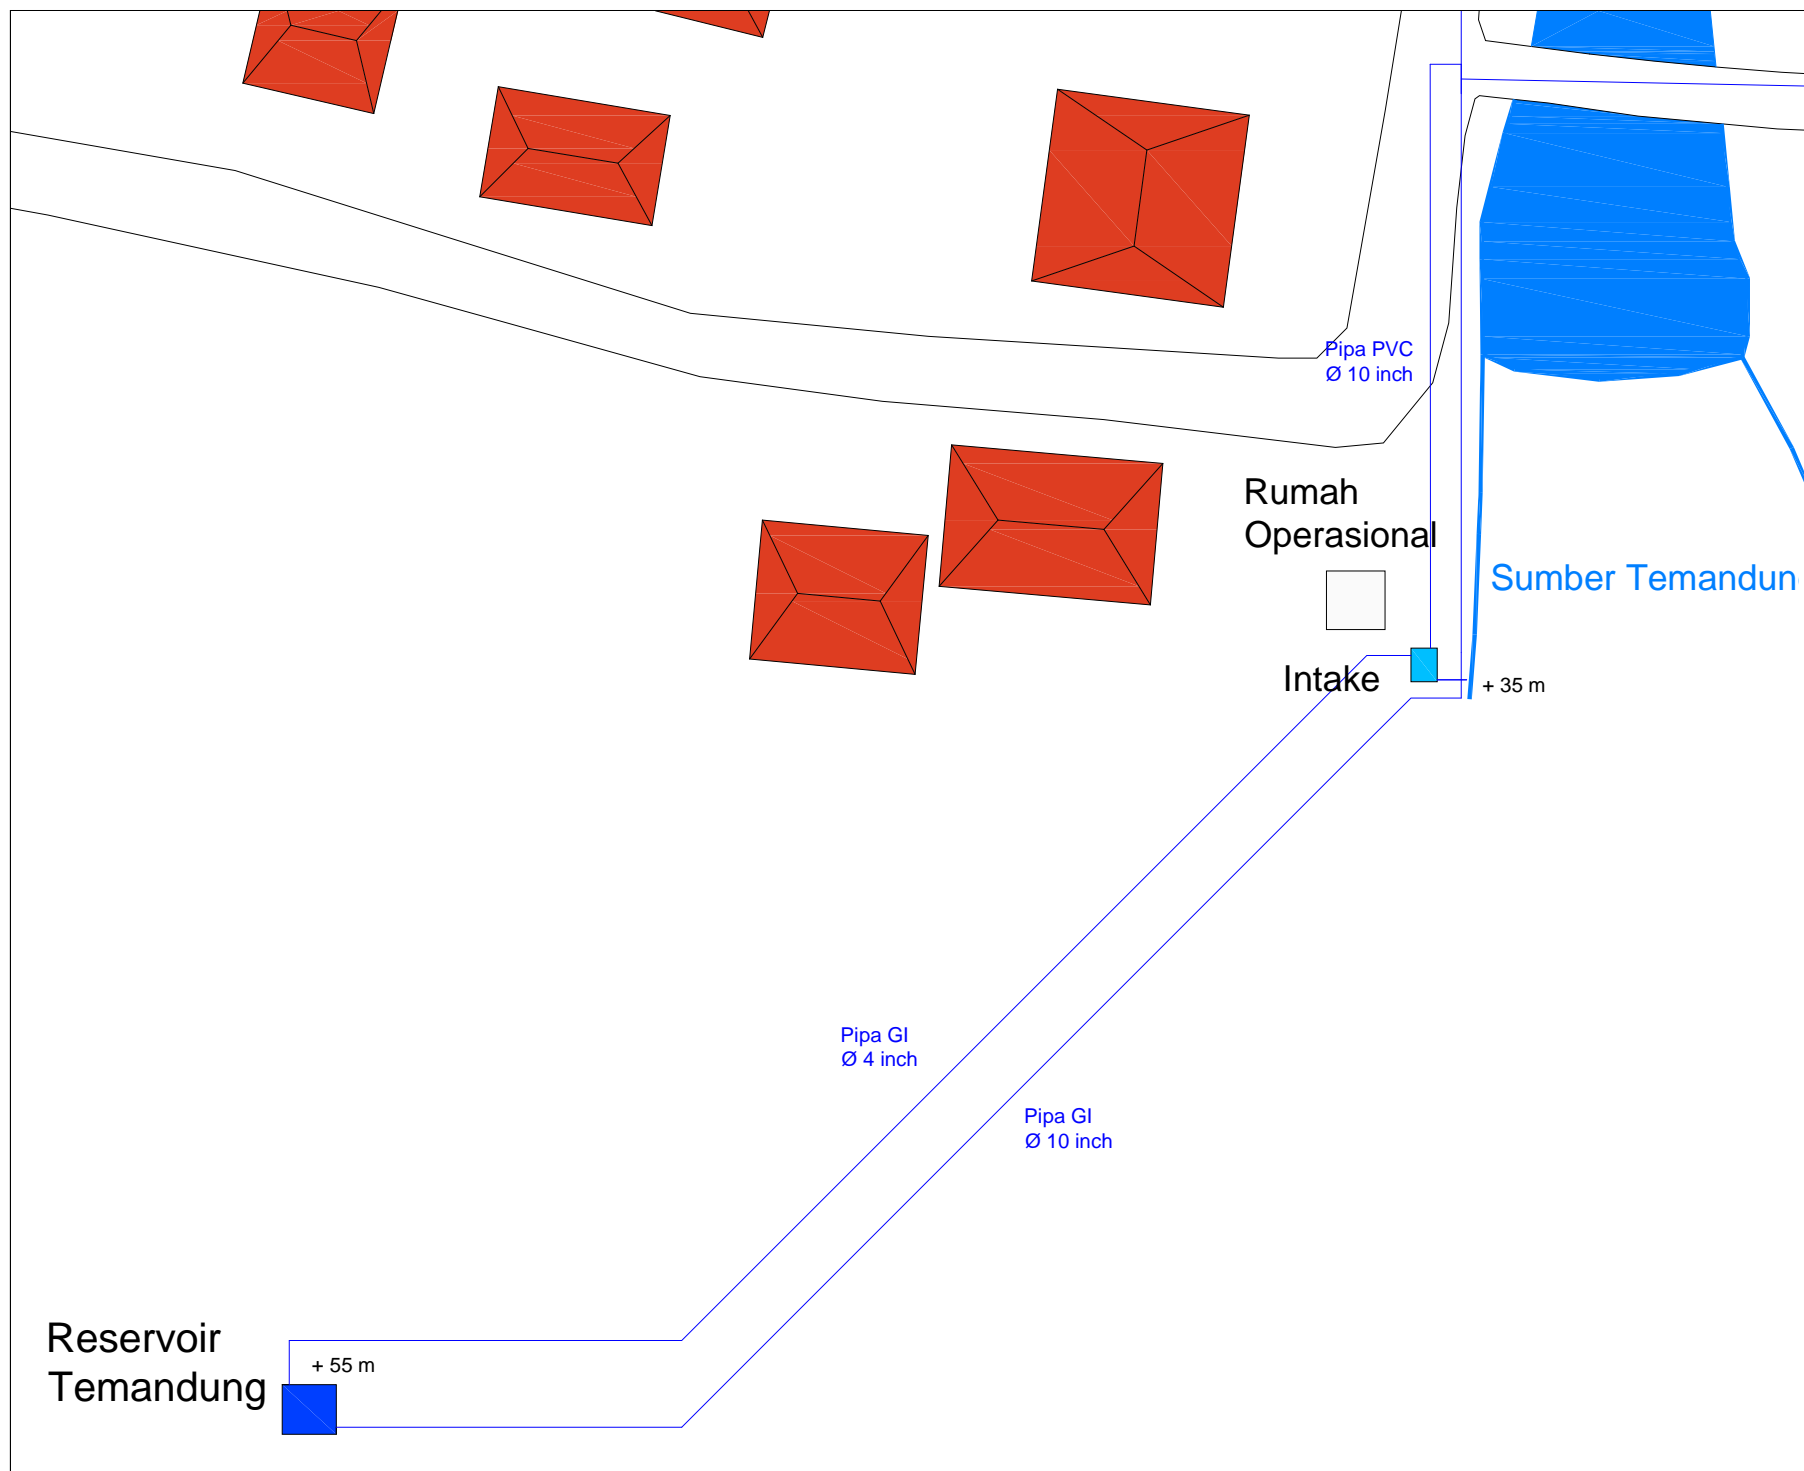 Pipa PVC
Ø 10 inch
Rumah
Operasional
Sumber Temandun
Intake
+ 35 m
Pipa GI
Ø 4 inch
Pipa GI
Ø 10 inch
Reservoir
Temandung
+ 55 m